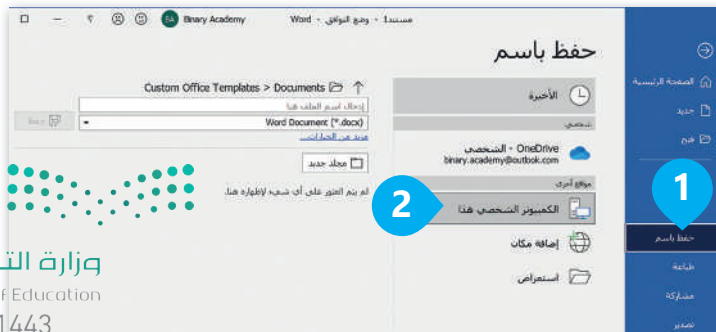 مستند1 - وضع التوافق - Word
Binary Academy
BA
حفظ باسم
الصفحة الرئيسية
جديد
فتح
1
حفظ باسم
طباعة
مشاركة
تصدير
الأخيرة
شخصي
OneDrive - الشخصي
binary.academy@outlook.com
مواقع أخرى
2
الكمبيوتر الشخصي هذا
إضافة مكان
استعراض
Custom Office Templates > Documents
إدخال اسم الملف هنا
Word Document (*.docx)
حفظ
مزيد من الخيارات...
مجلد جديد
لم يتم العثور على أي شيء لإظهاره هنا.
وزارة الت
f Education
1443